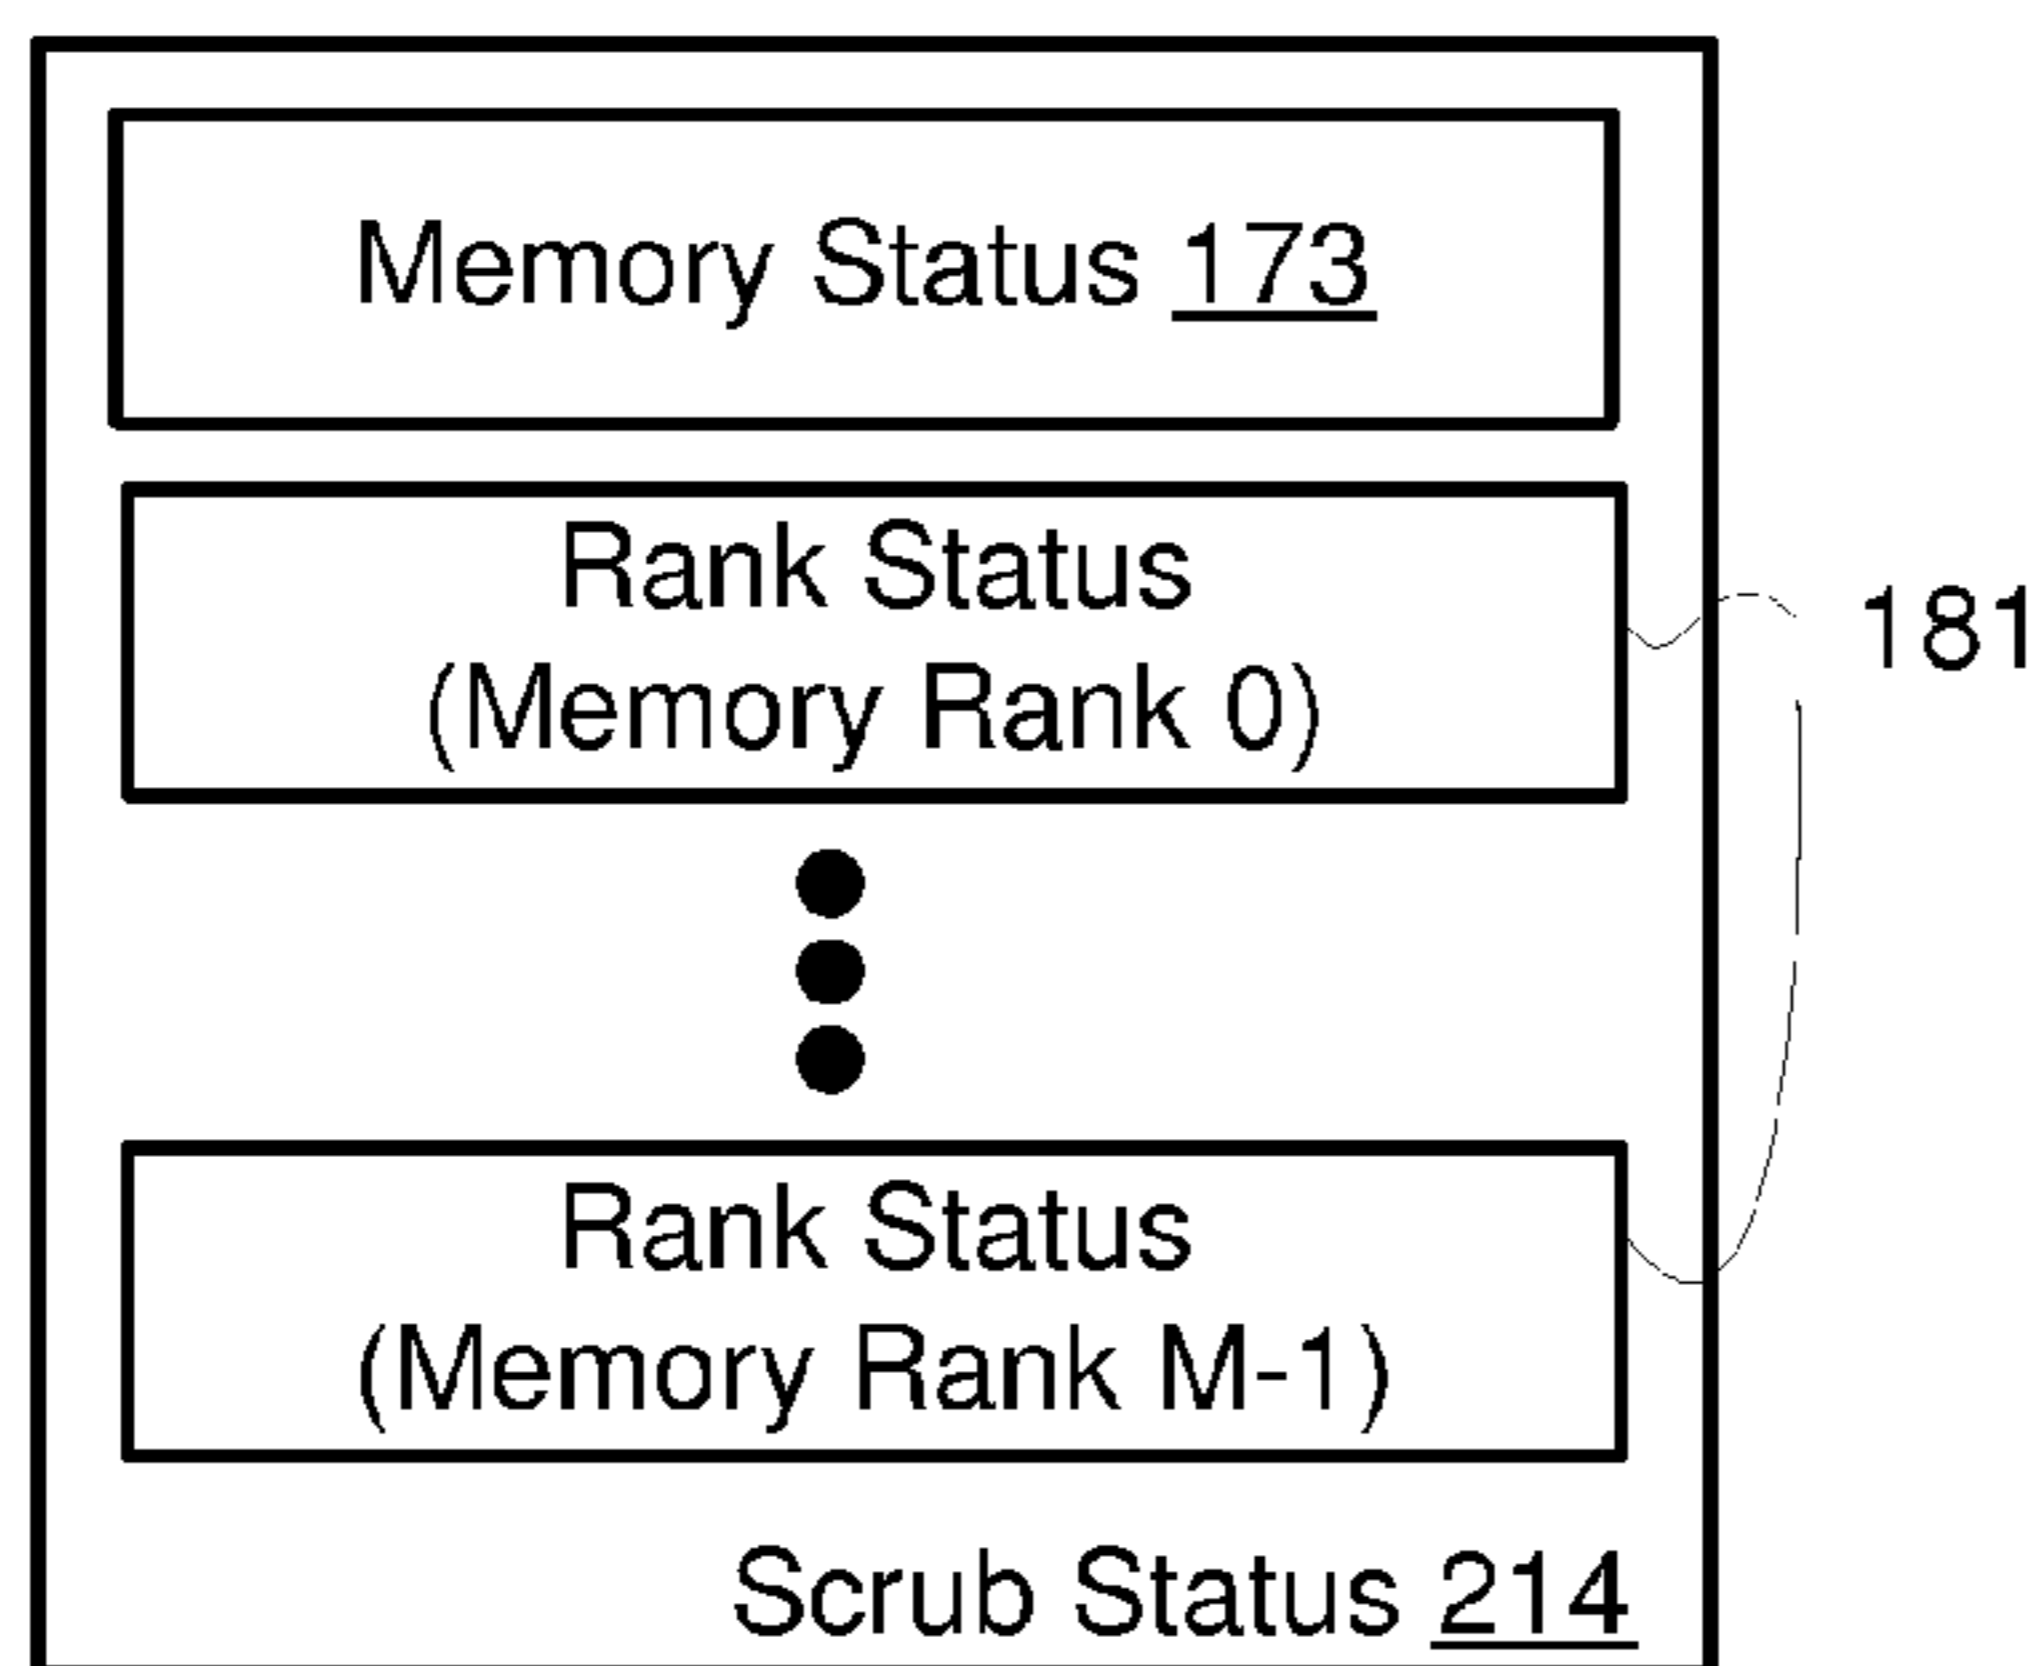 Memory Status 173
Rank Status
(Memory Rank 0)
181
Rank Status
(Memory Rank M-1)
Scrub Status 214